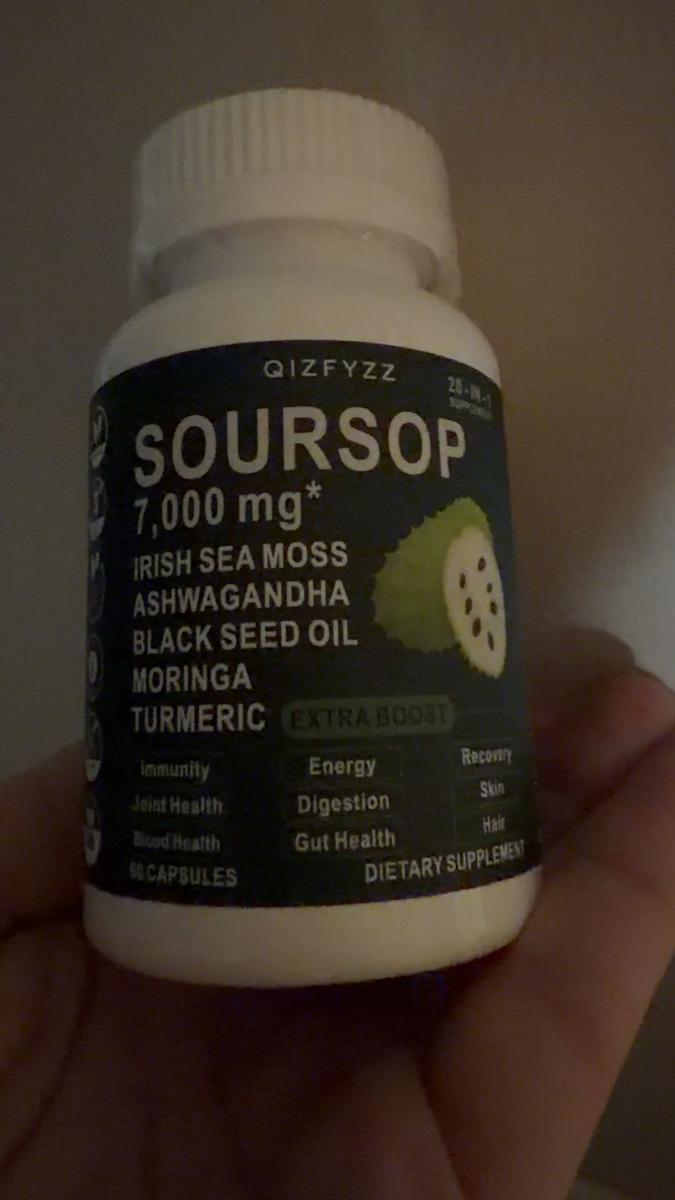 QIZFYZZ
20-IN-1
SUPPLEMENT
SOURSOP
7,000 mg*
IRISH SEA MOSS
ASHWAGANDHA
BLACK SEED OIL
MORINGA
TURMERIC EXTRA BOOST
Immunity Energy Recovery
Joint Health Digestion Skin
Blood Health Gut Health Hair
60 CAPSULES DIETARY SUPPLEMENT